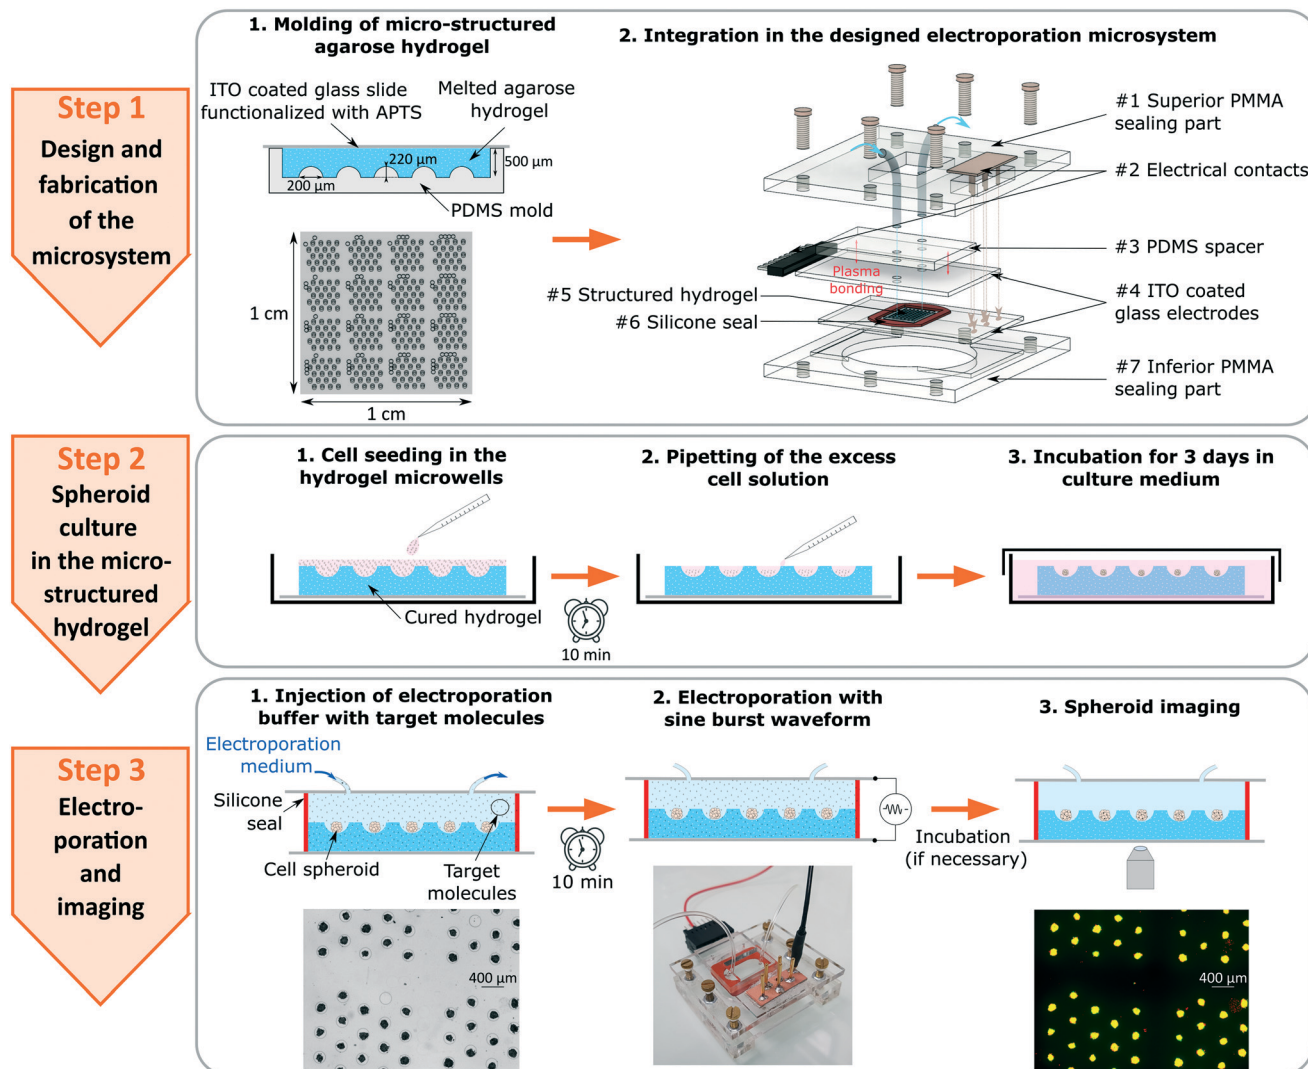 Step 1
Design and
fabrication
of the
microsystem
1. Molding of micro-structured
agarose hydrogel
ITO coated glass slide
functionalized with APTS
Melted agarose
hydrogel
220 µm
500 µm
200 µm
PDMS mold
1 cm
1 cm
2. Integration in the designed electroporation microsystem
#1 Superior PMMA
sealing part
#2 Electrical contacts
#3 PDMS spacer
Plasma
bonding
#4 ITO coated
glass electrodes
#5 Structured hydrogel
#6 Silicone seal
#7 Inferior PMMA
sealing part
Step 2
Spheroid
culture
in the micro-
structured
hydrogel
1. Cell seeding in the
hydrogel microwells
Cured hydrogel
10 min
2. Pipetting of the excess
cell solution
3. Incubation for 3 days in
culture medium
Step 3
Electro-
poration
and
imaging
1. Injection of electroporation
buffer with target molecules
Electroporation
medium
Silicone
seal
Cell spheroid
Target
molecules
400 µm
10 min
2. Electroporation with
sine burst waveform
Incubation
(if necessary)
3. Spheroid imaging
400 µm